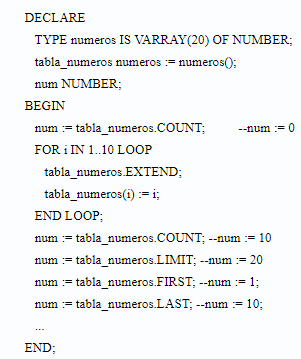 DECLARE
TYPE numeros IS VARRAY(20) OF NUMBER;
tabla_numeros numeros := numeros();
num NUMBER;
BEGIN
num := tabla_numeros.COUNT; --num := 0
FOR i IN 1..10 LOOP
tabla_numeros.EXTEND;
tabla_numeros(i) := i;
END LOOP;
num := tabla_numeros.COUNT; --num := 10
num := tabla_numeros.LIMIT; --num := 20
num := tabla_numeros.FIRST; --num := 1;
num := tabla_numeros.LAST; --num := 10;
...
END;